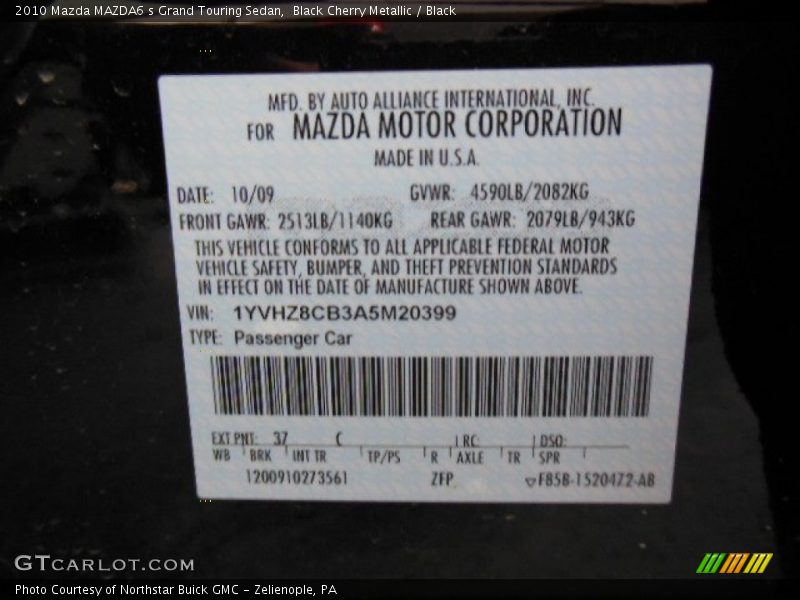 2010 Mazda MAZDA6 s Grand Touring Sedan, Black Cherry Metallic / Black
MFD. BY AUTO ALLIANCE INTERNATIONAL, INC.
FOR MAZDA MOTOR CORPORATION
MADE IN U.S.A.
DATE: 10/09 GVWR: 4590LB/2082KG
FRONT GAWR: 2513LB/1140KG REAR GAWR: 2079LB/943KG
THIS VEHICLE CONFORMS TO ALL APPLICABLE FEDERAL MOTOR
VEHICLE SAFETY, BUMPER, AND THEFT PREVENTION STANDARDS
IN EFFECT ON THE DATE OF MANUFACTURE SHOWN ABOVE.
VIN: 1YVHZ8CB3A5M20399
TYPE: Passenger Car
EXT PNT: 37 C RC: DSO:
WB BRK INT TR TP/PS R AXLE TR SPR
1200910273561 ZFP F85B-1520472-AB
GTCARLOT.COM
Photo Courtesy of Northstar Buick GMC - Zelienople, PA